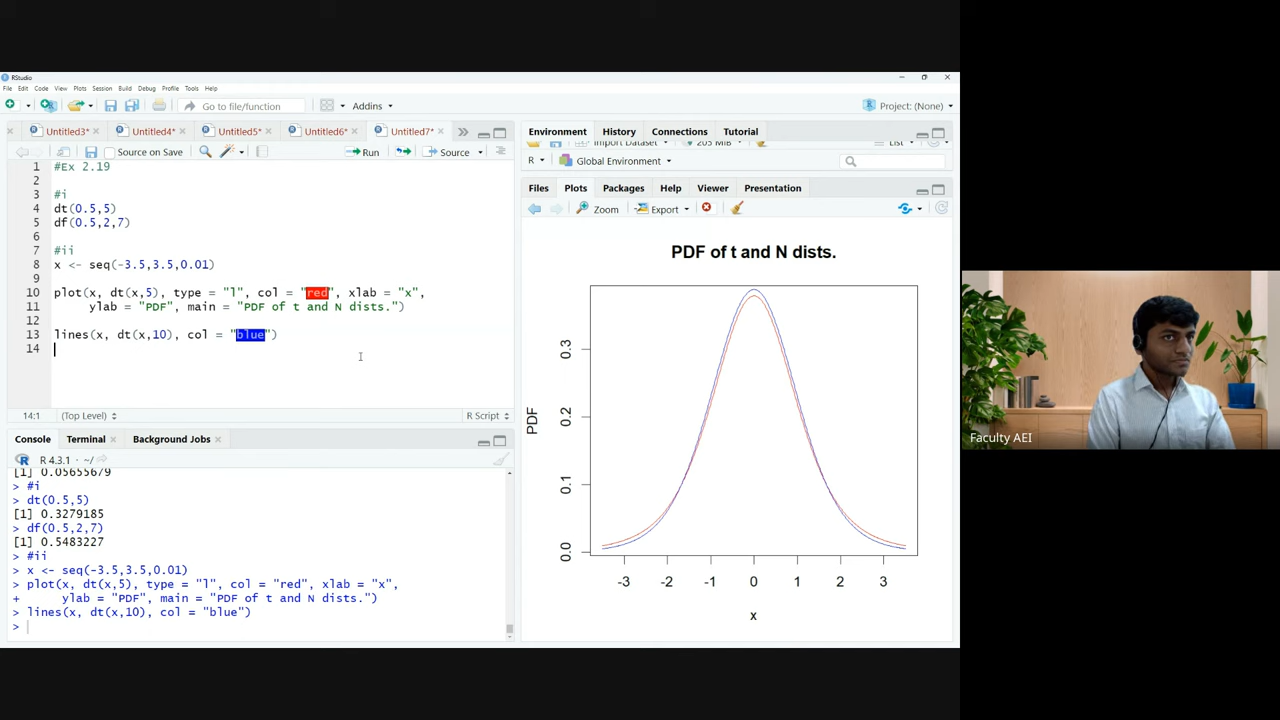 RStudio
File Edit Code View Plots Session Build Debug Profile Tools Help
Go to file/function
Addins
Project: (None)
Untitled3*
Untitled4*
Untitled5*
Untitled6*
Untitled7*
Source on Save
Run
Source
1 #Ex 2.19
2
3 #i
4 dt(0.5,5)
5 df(0.5,2,7)
6
7 #ii
8 x <- seq(-3.5,3.5,0.01)
9
10 plot(x, dt(x,5), type = "l", col = "red", xlab = "x",
11 ylab = "PDF", main = "PDF of t and N dists.")
12
13 lines(x, dt(x,10), col = "blue")
14
14:1 (Top Level) R Script
Console Terminal Background Jobs
R 4.3.1 · ~/
[1] 0.05655679
> #i
> dt(0.5,5)
[1] 0.3279185
> df(0.5,2,7)
[1] 0.5483227
> #ii
> x <- seq(-3.5,3.5,0.01)
> plot(x, dt(x,5), type = "l", col = "red", xlab = "x",
+ ylab = "PDF", main = "PDF of t and N dists.")
> lines(x, dt(x,10), col = "blue")
>
Environment History Connections Tutorial
Import Dataset 205 MiB List
R Global Environment
Files Plots Packages Help Viewer Presentation
Zoom Export
PDF of t and N dists.
PDF
0.3
0.2
0.1
0.0
-3 -2 -1 0 1 2 3
x
Faculty AEI